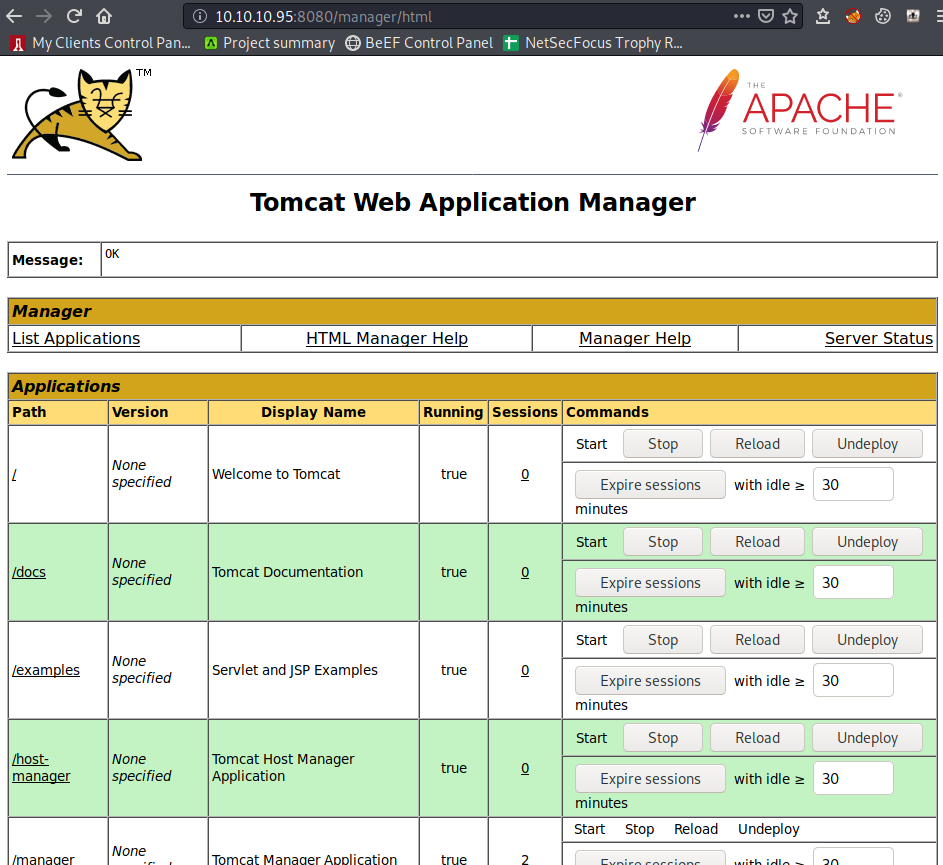 10.10.10.95:8080/manager/html
My Clients Control Pan... Project summary BeEF Control Panel NetSecFocus Trophy R...
TM
THE
APACHE®
SOFTWARE FOUNDATION
Tomcat Web Application Manager
Message: OK
Manager
List Applications HTML Manager Help Manager Help Server Status
Applications
Path Version Display Name Running Sessions Commands
/ None specified Welcome to Tomcat true 0 Start Stop Reload Undeploy
Expire sessions with idle ≥ 30
minutes
/docs None specified Tomcat Documentation true 0 Start Stop Reload Undeploy
Expire sessions with idle ≥ 30
minutes
/examples None specified Servlet and JSP Examples true 0 Start Stop Reload Undeploy
Expire sessions with idle ≥ 30
minutes
/host-manager None specified Tomcat Host Manager Application true 0 Start Stop Reload Undeploy
Expire sessions with idle ≥ 30
minutes
/manager None Tomcat Manager Application true 2 Start Stop Reload Undeploy
Expire sessions with idle ≥ 30